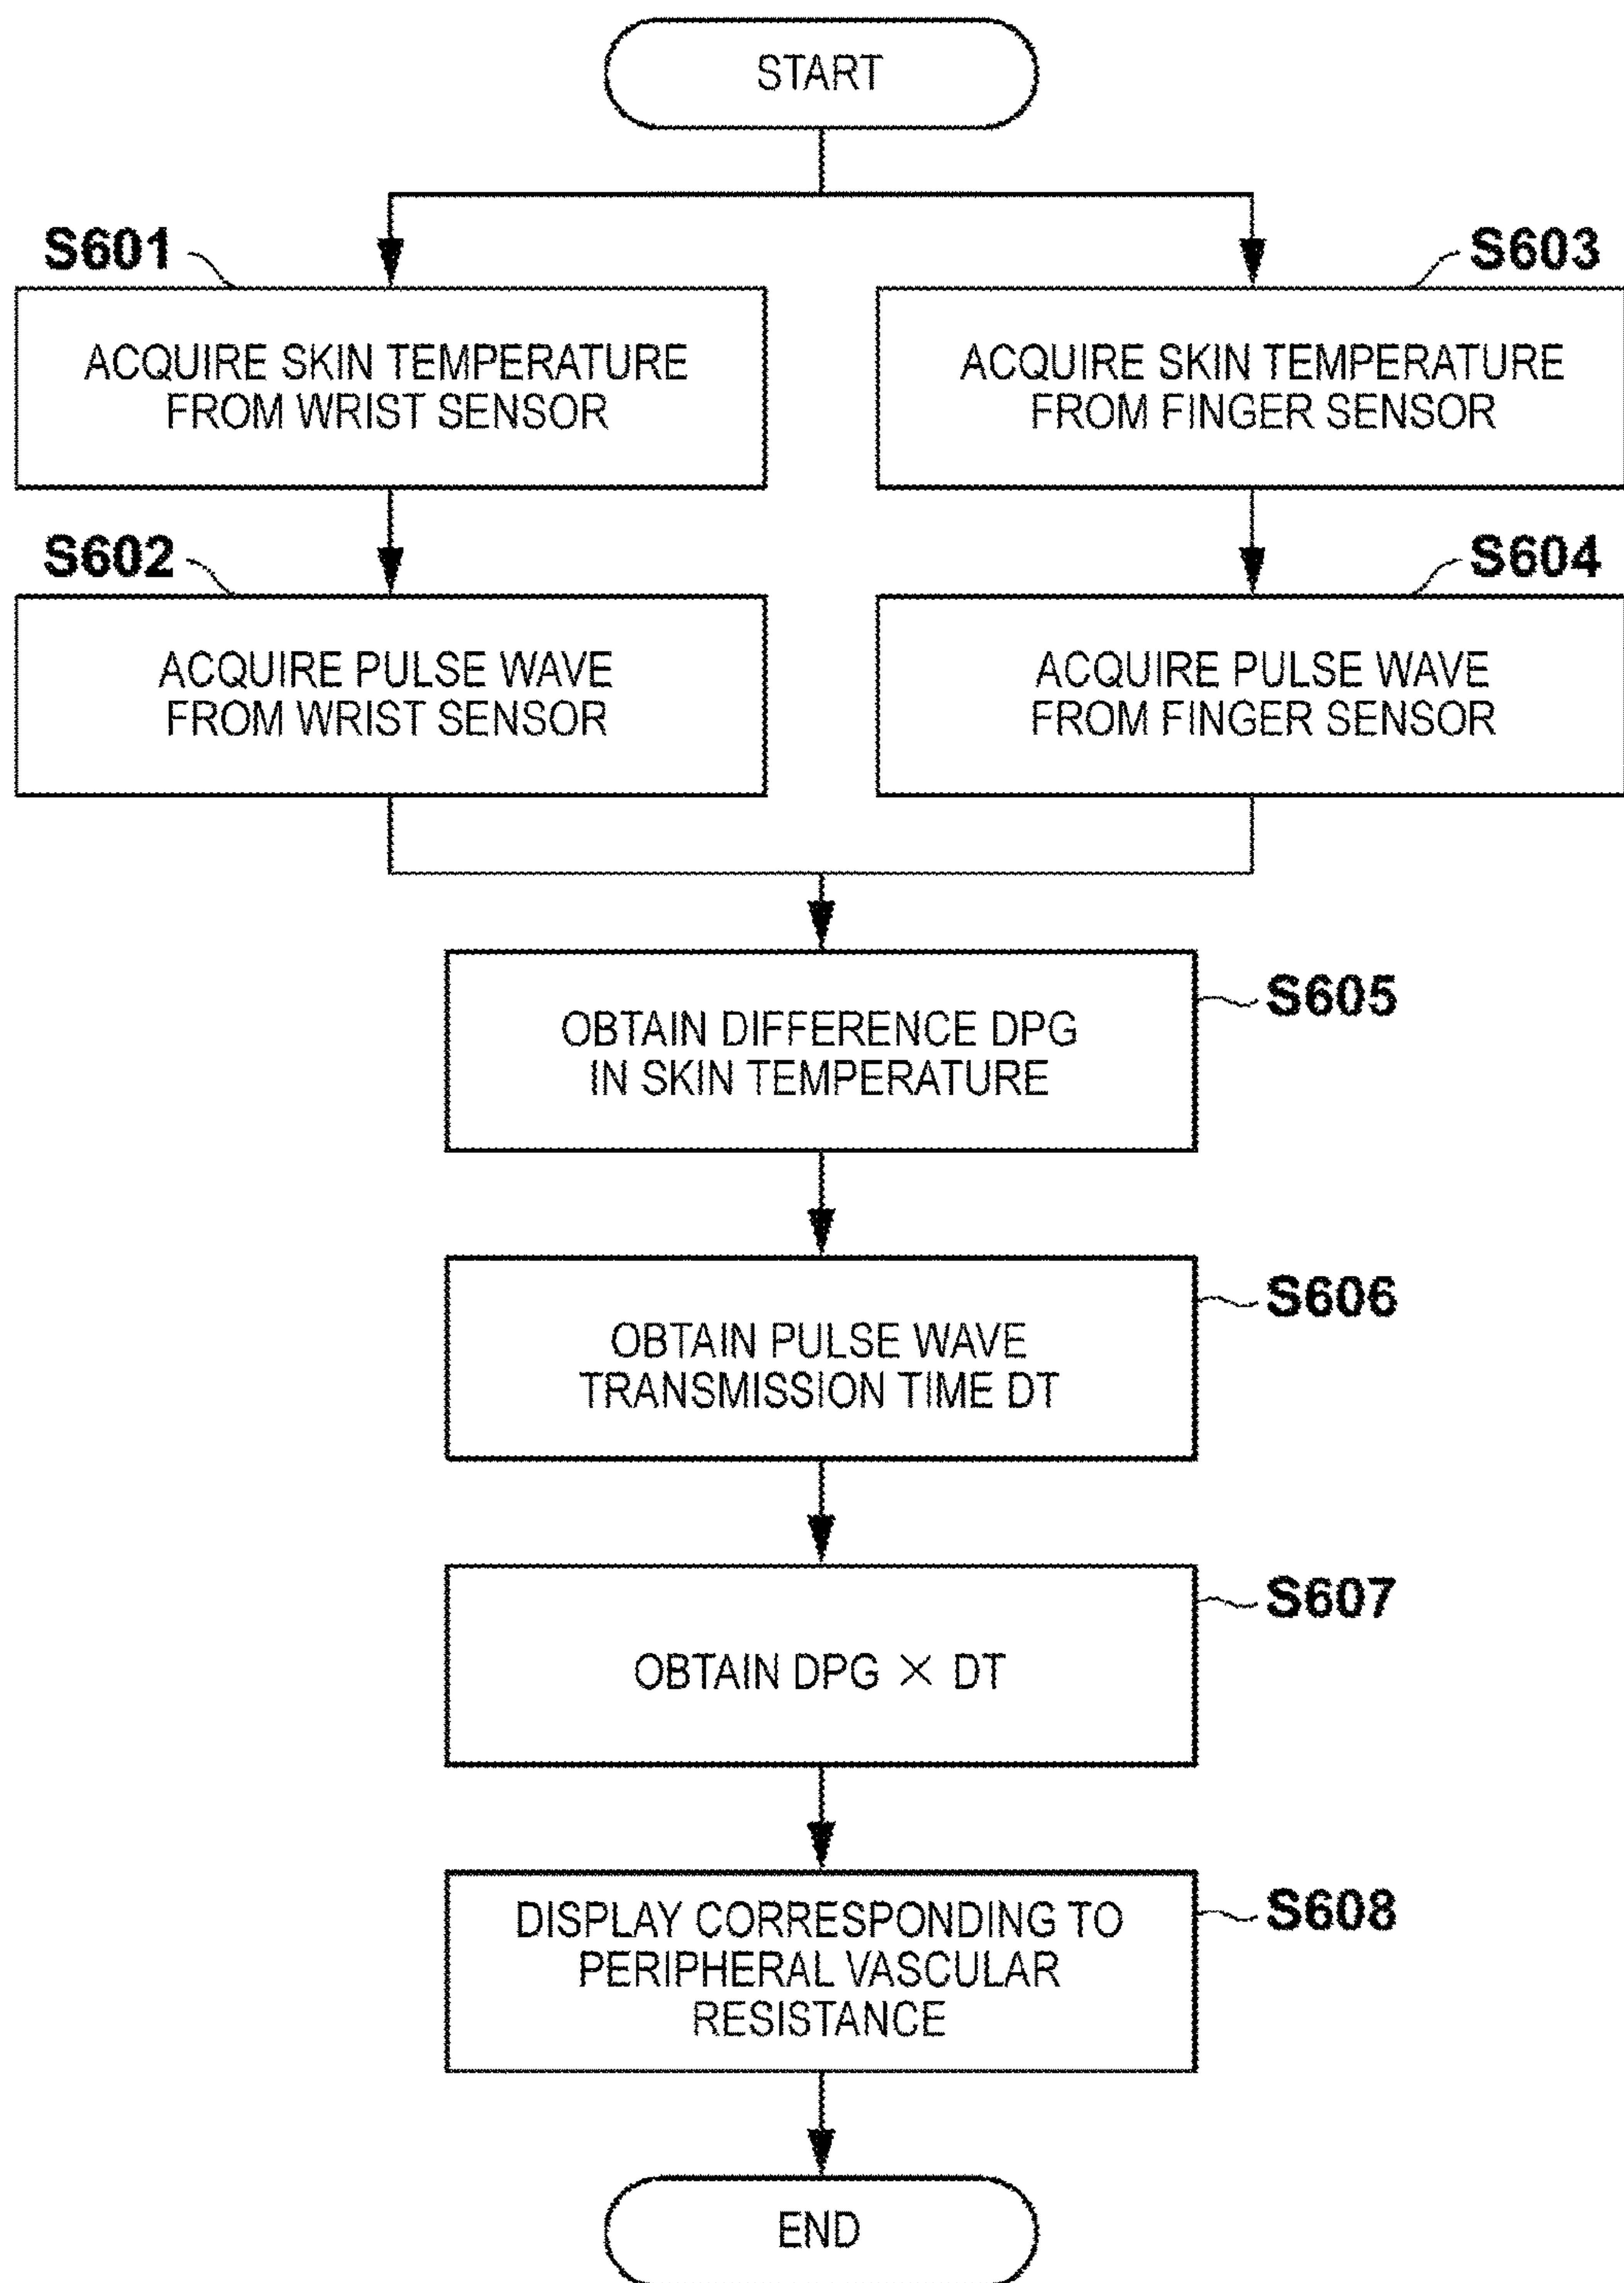 START
S601
ACQUIRE SKIN TEMPERATURE
FROM WRIST SENSOR
S603
ACQUIRE SKIN TEMPERATURE
FROM FINGER SENSOR
S602
ACQUIRE PULSE WAVE
FROM WRIST SENSOR
S604
ACQUIRE PULSE WAVE
FROM FINGER SENSOR
S605
OBTAIN DIFFERENCE DPG
IN SKIN TEMPERATURE
S606
OBTAIN PULSE WAVE
TRANSMISSION TIME DT
S607
OBTAIN DPG × DT
S608
DISPLAY CORRESPONDING TO
PERIPHERAL VASCULAR
RESISTANCE
END